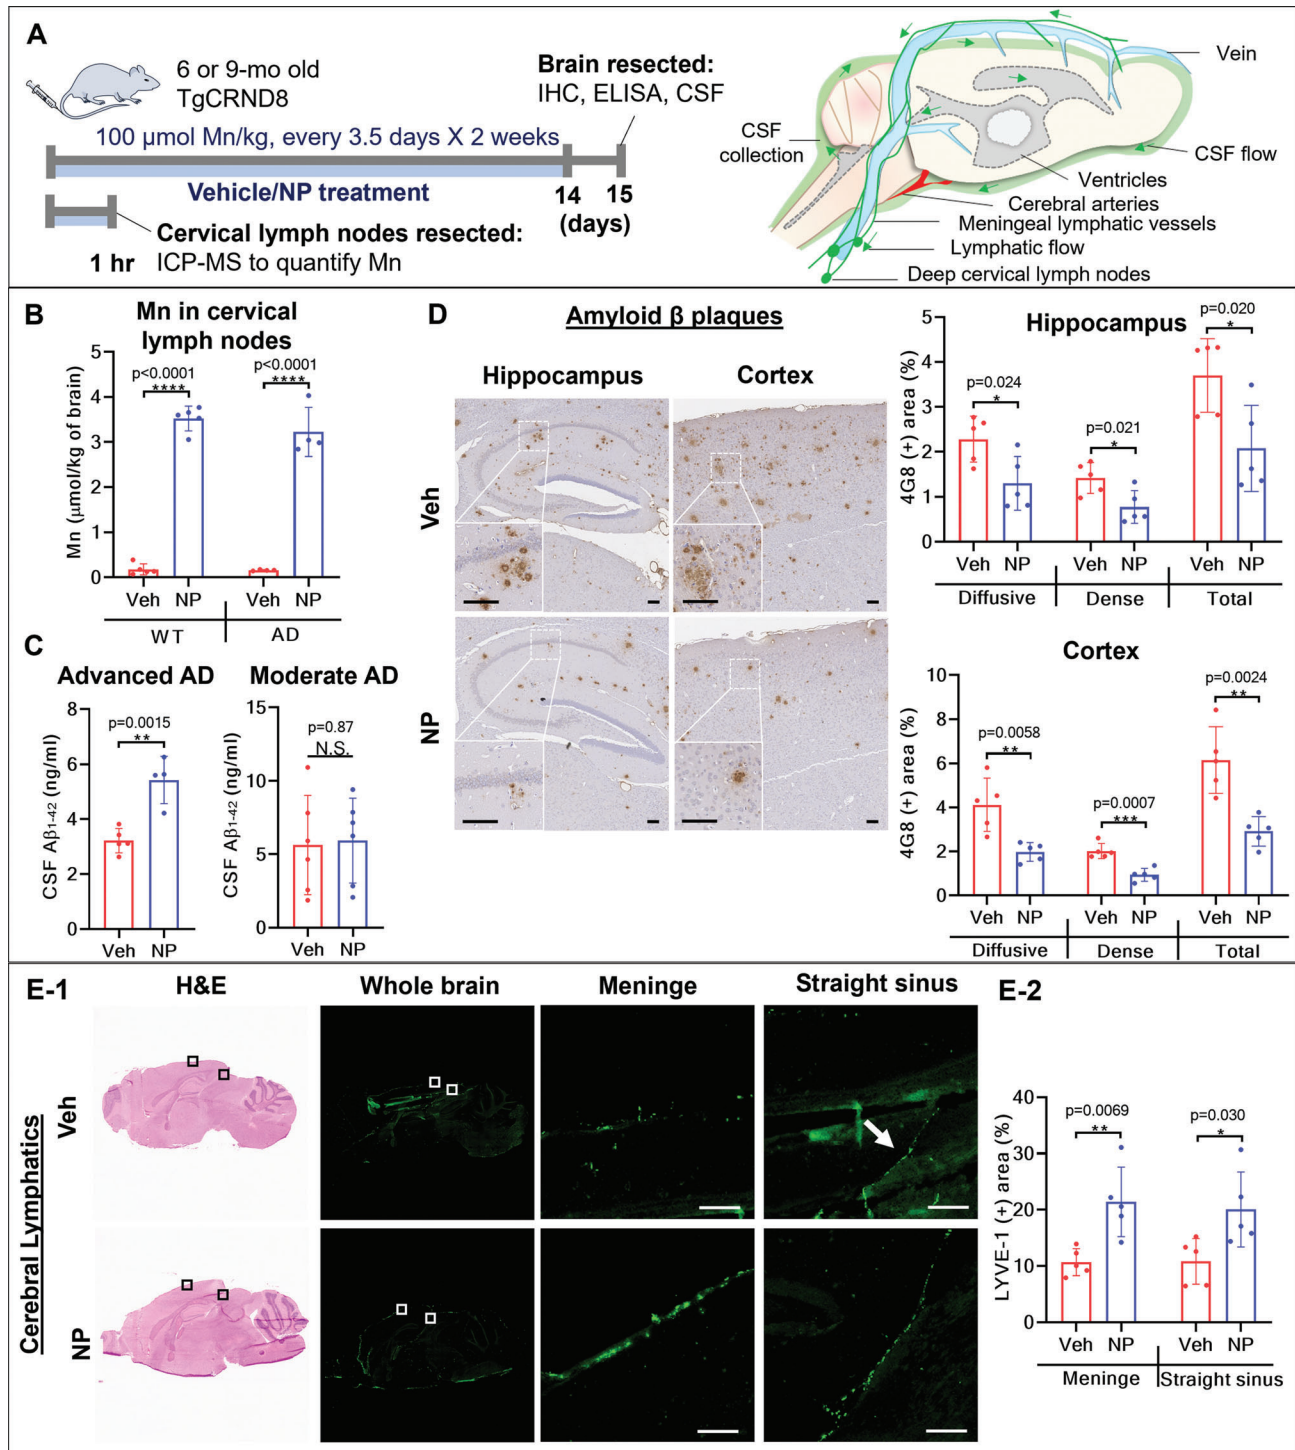 A
6 or 9-mo old
TgCRND8
100 µmol Mn/kg, every 3.5 days X 2 weeks
Vehicle/NP treatment
14
15
(days)
Brain resected:
IHC, ELISA, CSF
1 hr
Cervical lymph nodes resected:
ICP-MS to quantify Mn
CSF
collection
Vein
CSF flow
Ventricles
Cerebral arteries
Meningeal lymphatic vessels
Lymphatic flow
Deep cervical lymph nodes
B
Mn in cervical
lymph nodes
Mn (µmol/kg of brain)
5
4
3
2
1
0
p<0.0001
****
p<0.0001
****
Veh NP Veh NP
WT AD
C
Advanced AD
CSF Aβ1-42 (ng/ml)
8
6
4
2
0
p=0.0015
**
Veh NP
Moderate AD
CSF Aβ1-42 (ng/ml)
15
10
5
0
p=0.87
N.S.
Veh NP
D
Amyloid β plaques
Hippocampus Cortex
Veh
NP
Hippocampus
4G8 (+) area (%)
5
4
3
2
1
0
p=0.024
*
p=0.021
*
p=0.020
*
Veh NP Veh NP Veh NP
Diffusive Dense Total
Cortex
4G8 (+) area (%)
10
8
6
4
2
0
p=0.0058
**
p=0.0007
***
p=0.0024
**
Veh NP Veh NP Veh NP
Diffusive Dense Total
E-1
H&E Whole brain Meninge Straight sinus
Cerebral Lymphatics
Veh
NP
E-2
LYVE-1 (+) area (%)
40
30
20
10
0
p=0.0069
**
p=0.030
*
Veh NP Veh NP
Meninge Straight sinus